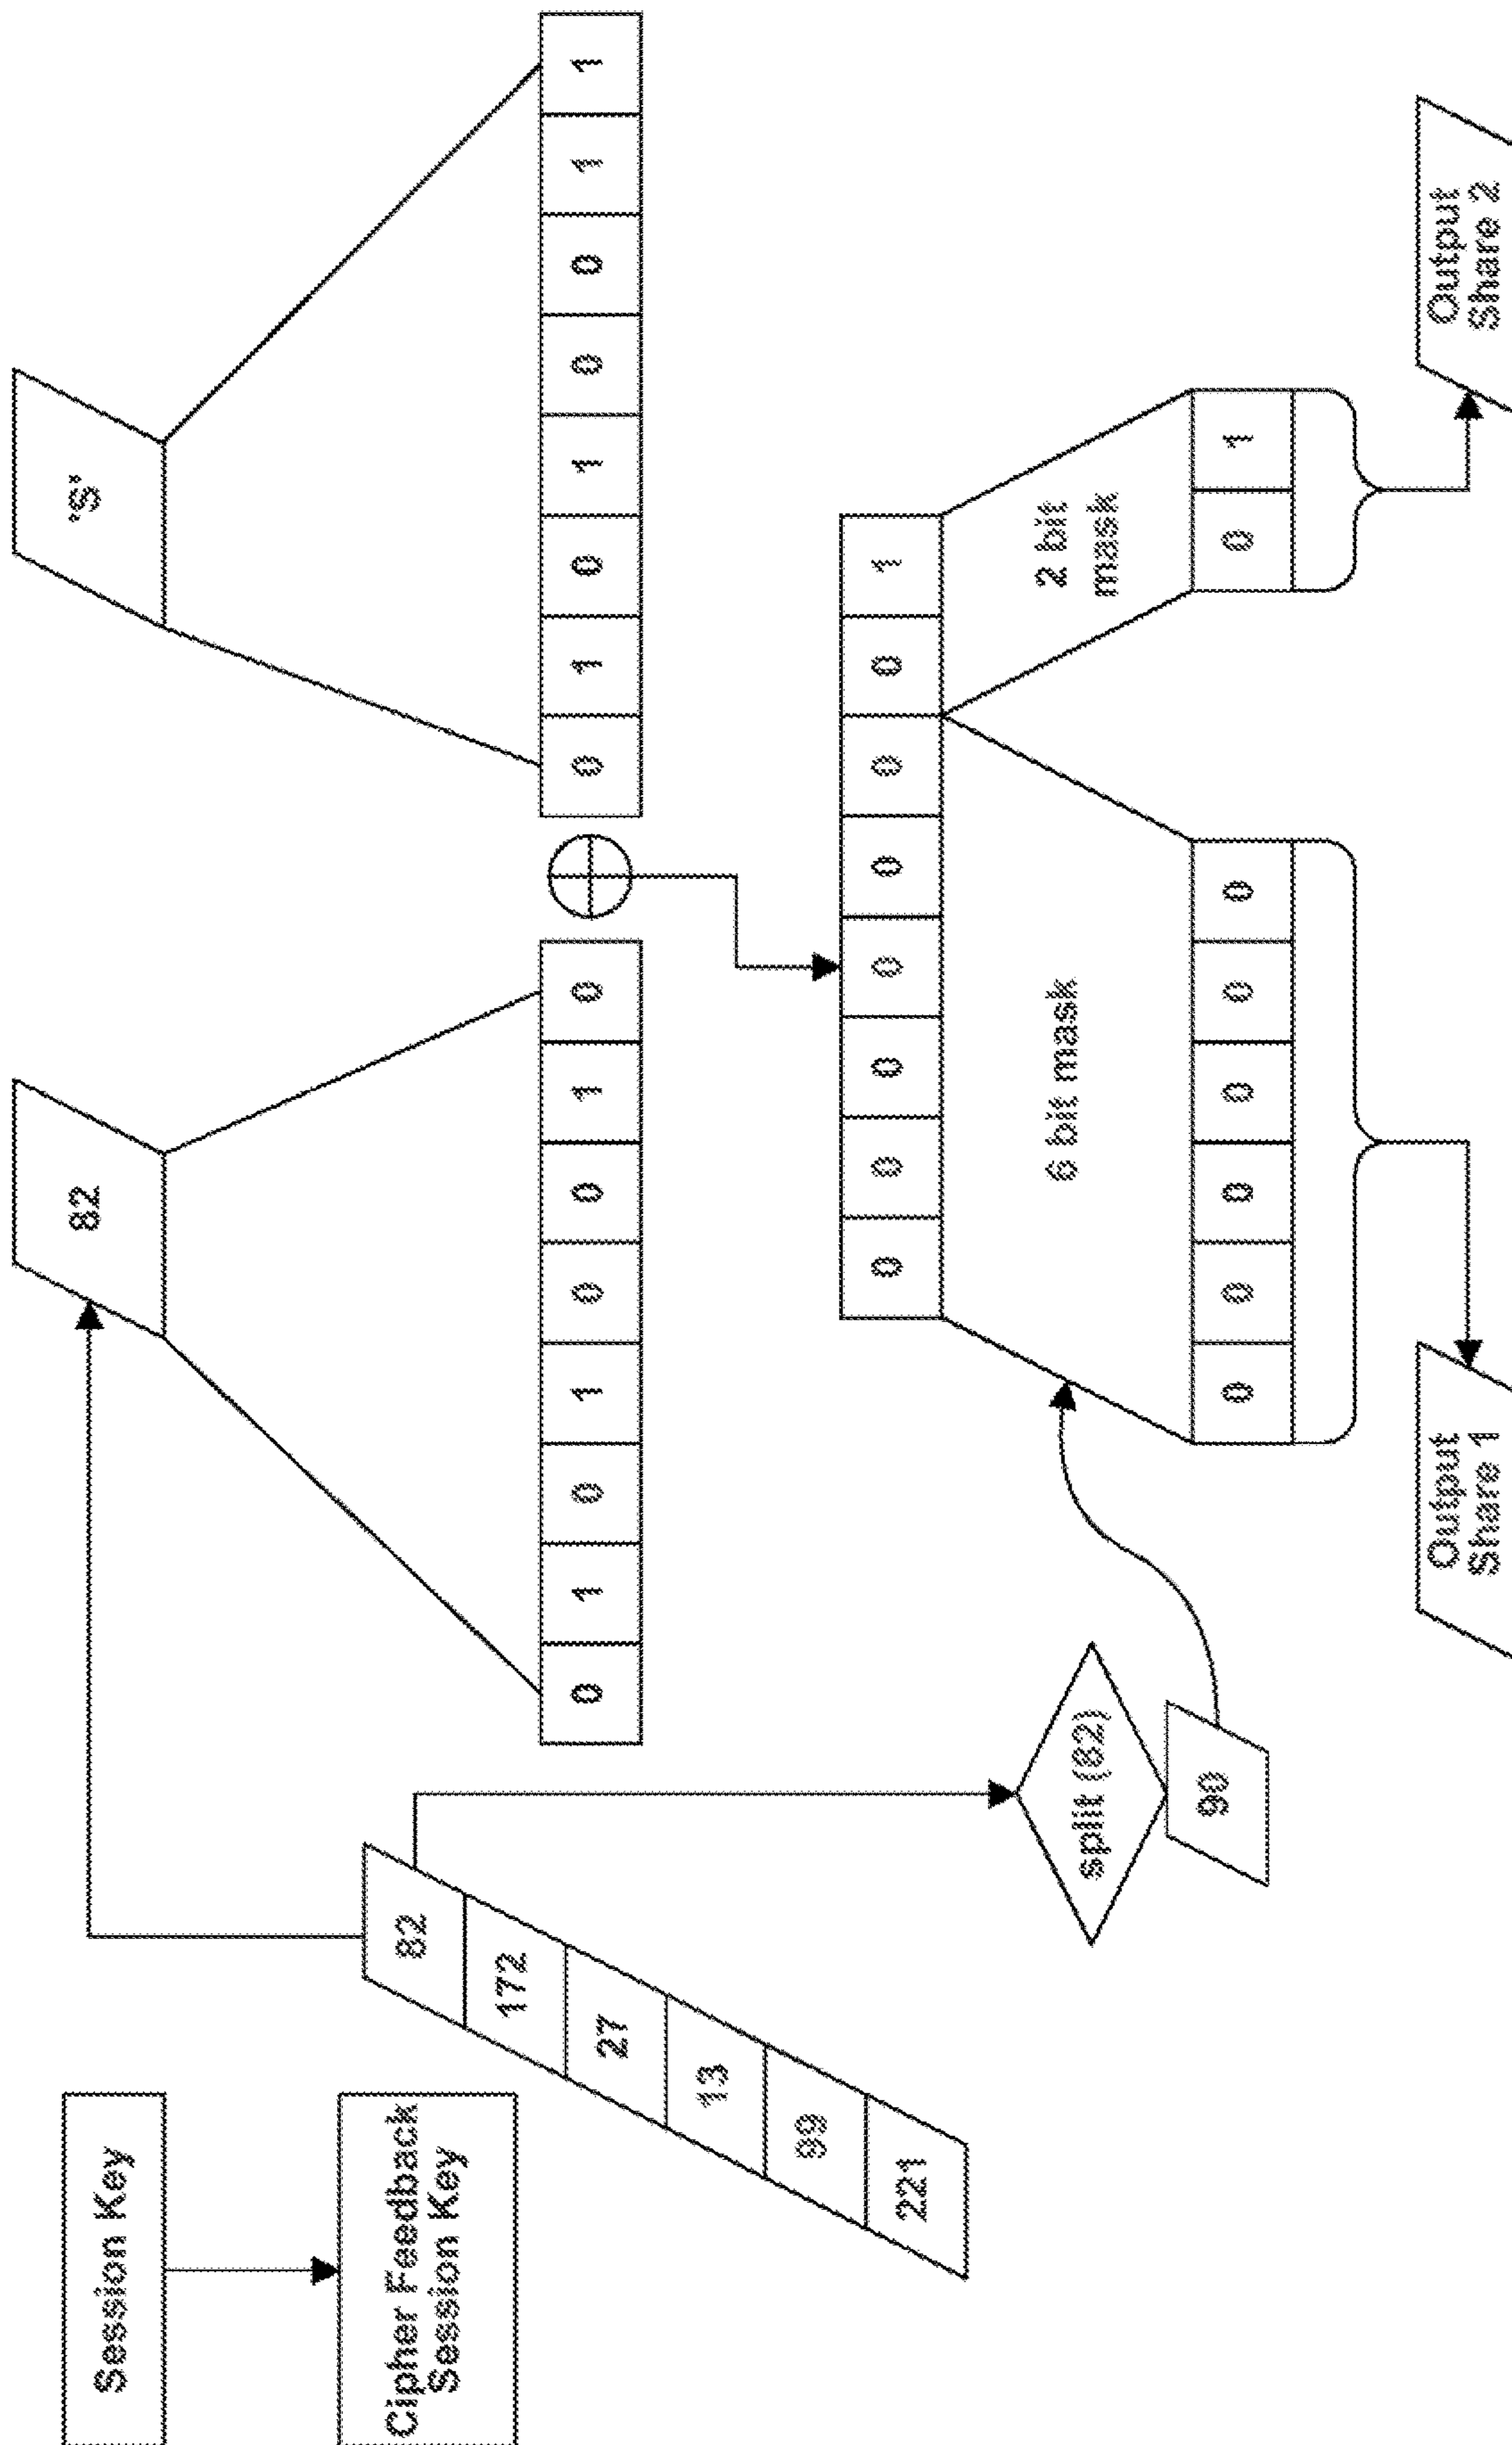 Session Key
82
'S'
Cipher Feedback
Session Key
82
172
27
13
99
221
0 1 0 1 0 0 1 0
0 1 0 1 0 0 1 1
0 0 0 0 0 0 0 1
6 bit mask
2 bit
mask
split (82)
90
0 0 0 0 0 0
0 1
Output
Share 1
Output
Share 2